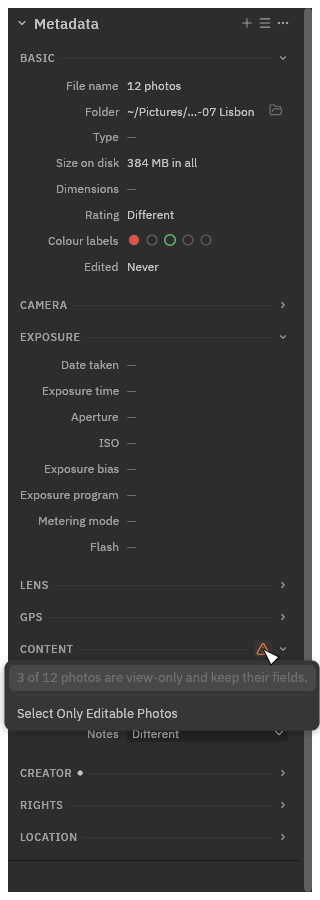 Metadata
BASIC
File name 12 photos
Folder ~/Pictures/...-07 Lisbon
Type —
Size on disk 384 MB in all
Dimensions —
Rating Different
Colour labels
Edited Never
CAMERA
EXPOSURE
Date taken —
Exposure time —
Aperture —
ISO —
Exposure bias —
Exposure program —
Metering mode —
Flash —
LENS
GPS
CONTENT
3 of 12 photos are view-only and keep their fields.
Select Only Editable Photos
Notes Different
CREATOR
RIGHTS
LOCATION